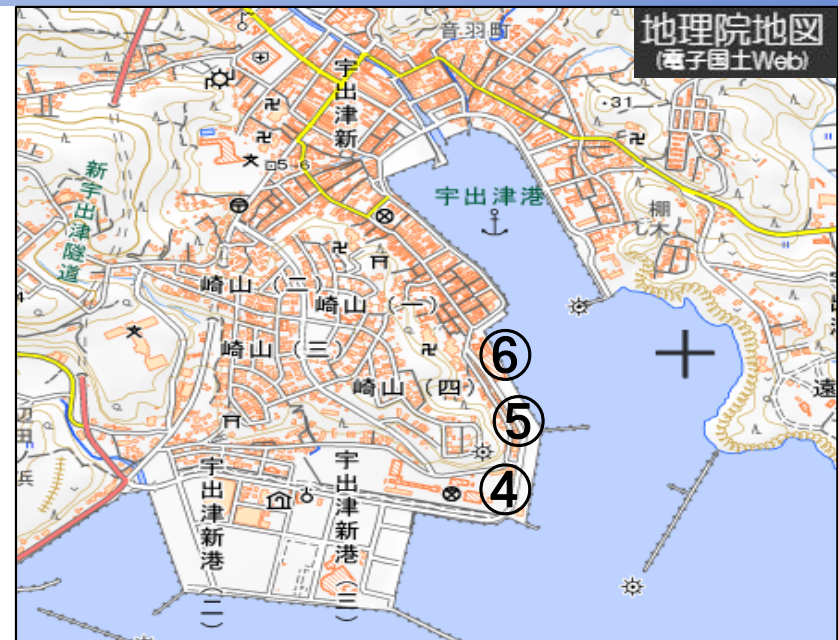 地理院地図
(電子国土Web)
音羽町
宇出津新
・31
5 6
新宇出津隧道
宇出津港
棚木
崎山(二)
崎山(一)
崎山(三)
崎山(四)
⑥
⑤
④
遠
宇出津新港(二)
宇出津新港(三)